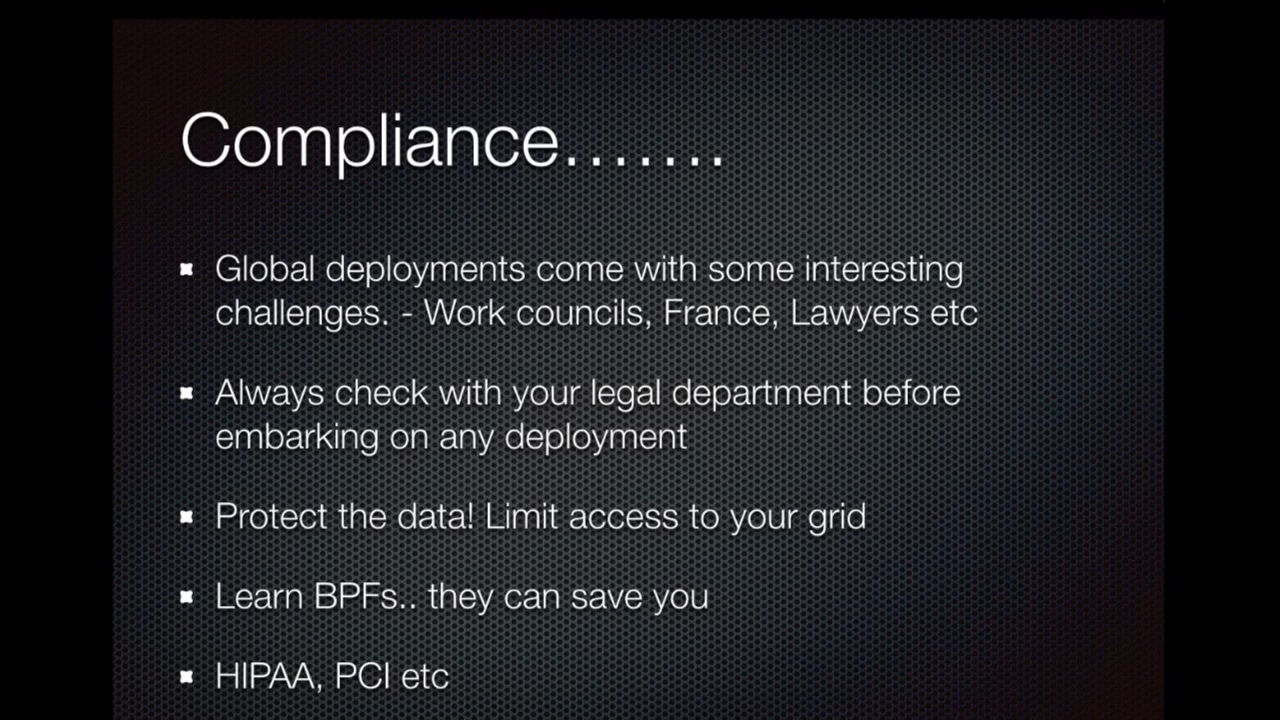 Compliance.......
Global deployments come with some interesting
challenges. - Work councils, France, Lawyers etc
Always check with your legal department before
embarking on any deployment
Protect the data! Limit access to your grid
Learn BPFs.. they can save you
HIPAA, PCI etc